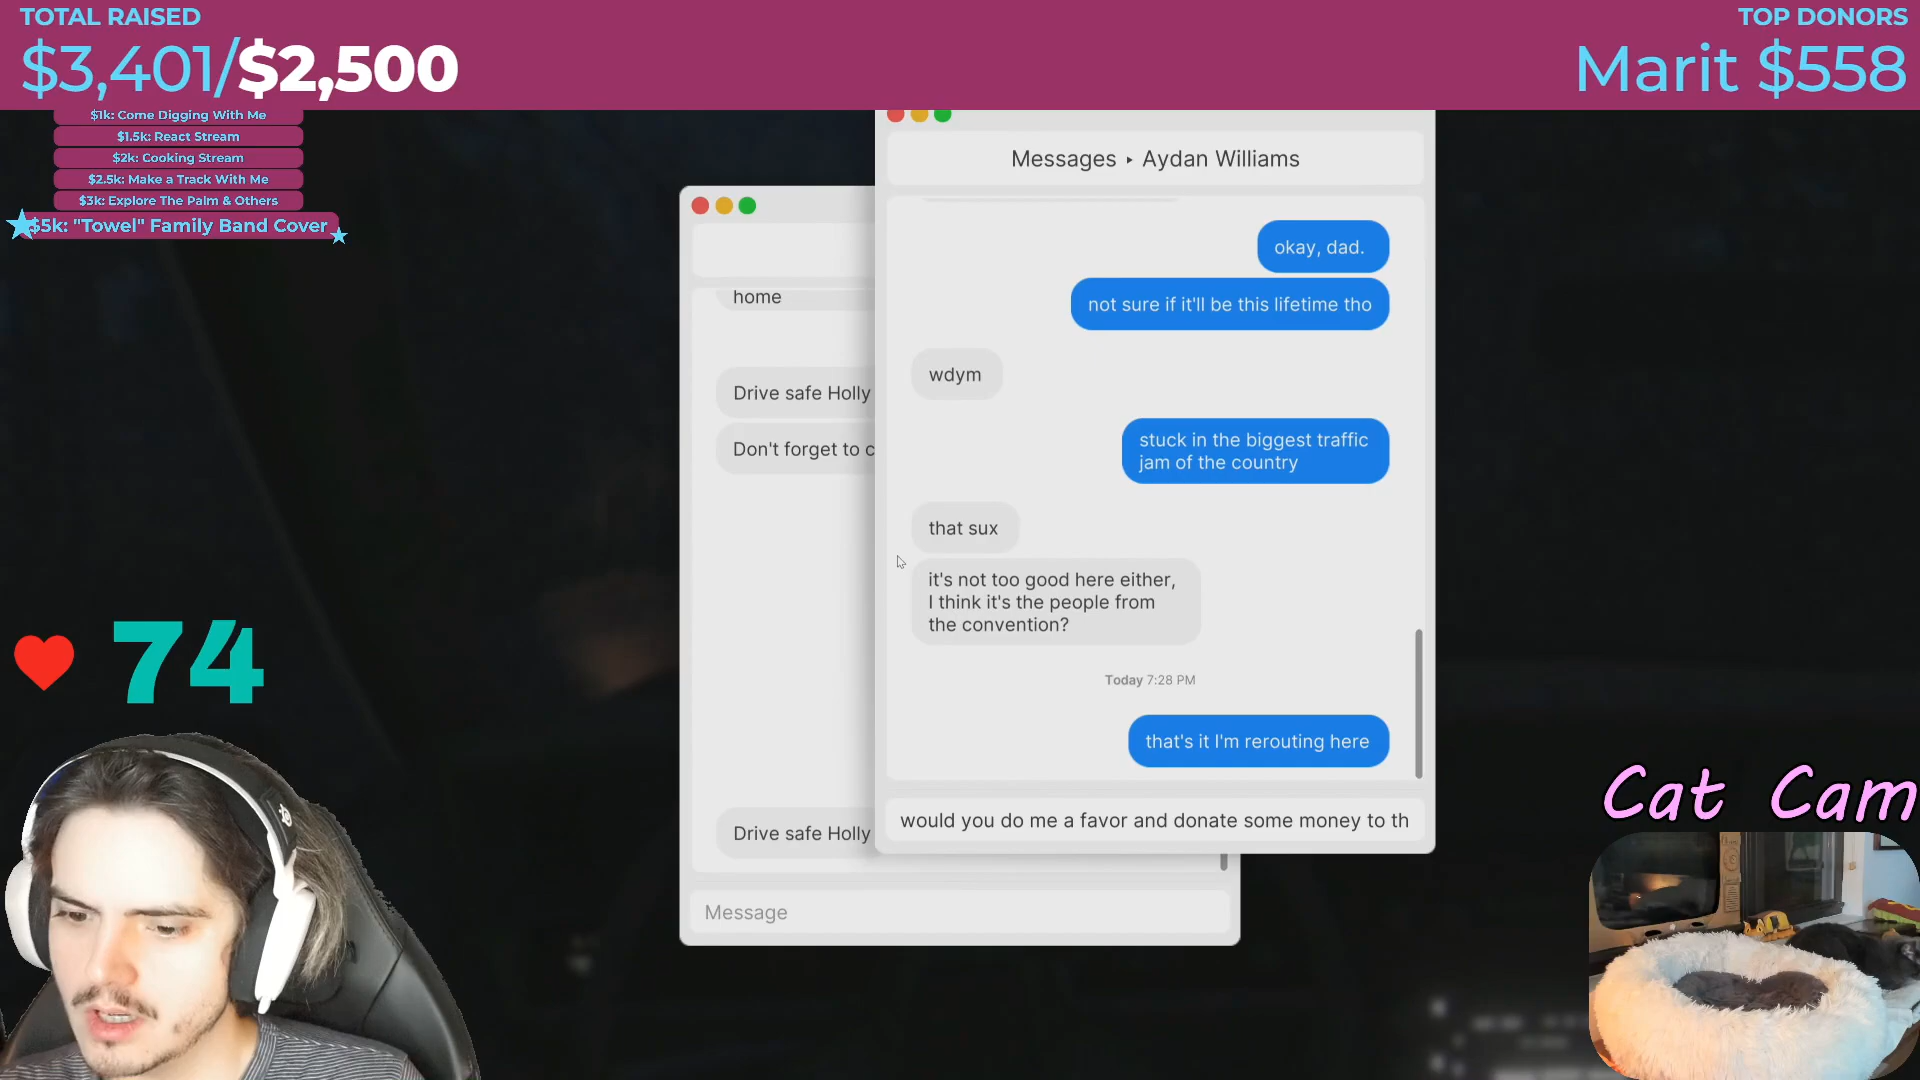 TOTAL RAISED
$3,401/$2,500
TOP DONORS
Marit $558
$1k: Come Digging With Me
$1.5k: React Stream
$2k: Cooking Stream
$2.5k: Make a Track With Me
$3k: Explore The Palm & Others
$5k: "Towel" Family Band Cover
home
Drive safe Holly
Don't forget to c
Drive safe Holly
Message
Messages ▸ Aydan Williams
okay, dad.
not sure if it'll be this lifetime tho
wdym
stuck in the biggest traffic
jam of the country
that sux
it's not too good here either,
I think it's the people from
the convention?
Today 7:28 PM
that's it I'm rerouting here
would you do me a favor and donate some money to th
74
Cat Cam